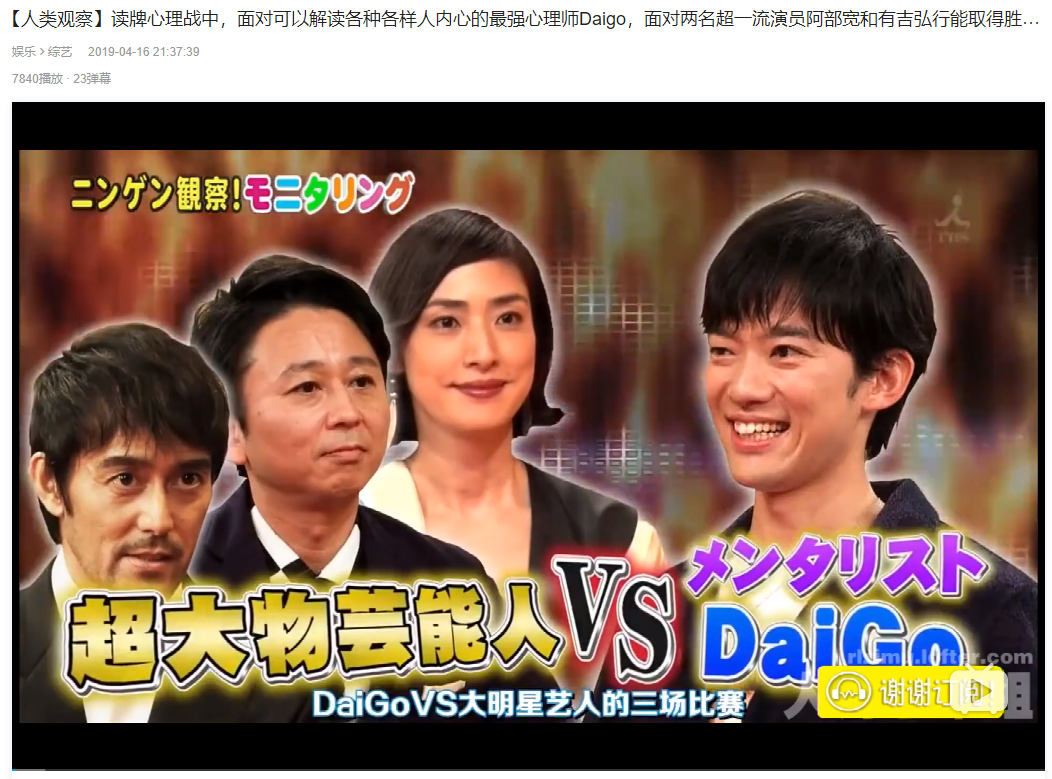 【人类观察】读牌心理战中，面对可以解读各种各样人内心的最强心理师Daigo，面对两名超一流演员阿部宽和有吉弘行能取得胜…
娱乐 > 综艺 2019-04-16 21:37:39
7840播放 · 23弹幕
ニンゲン観察!モニタリング
TBS
メンタリスト
超大物芸能人VS DaiGo
rhzimu.lofter.com
谢谢订阅
DaiGoVS大明星艺人的三场比赛